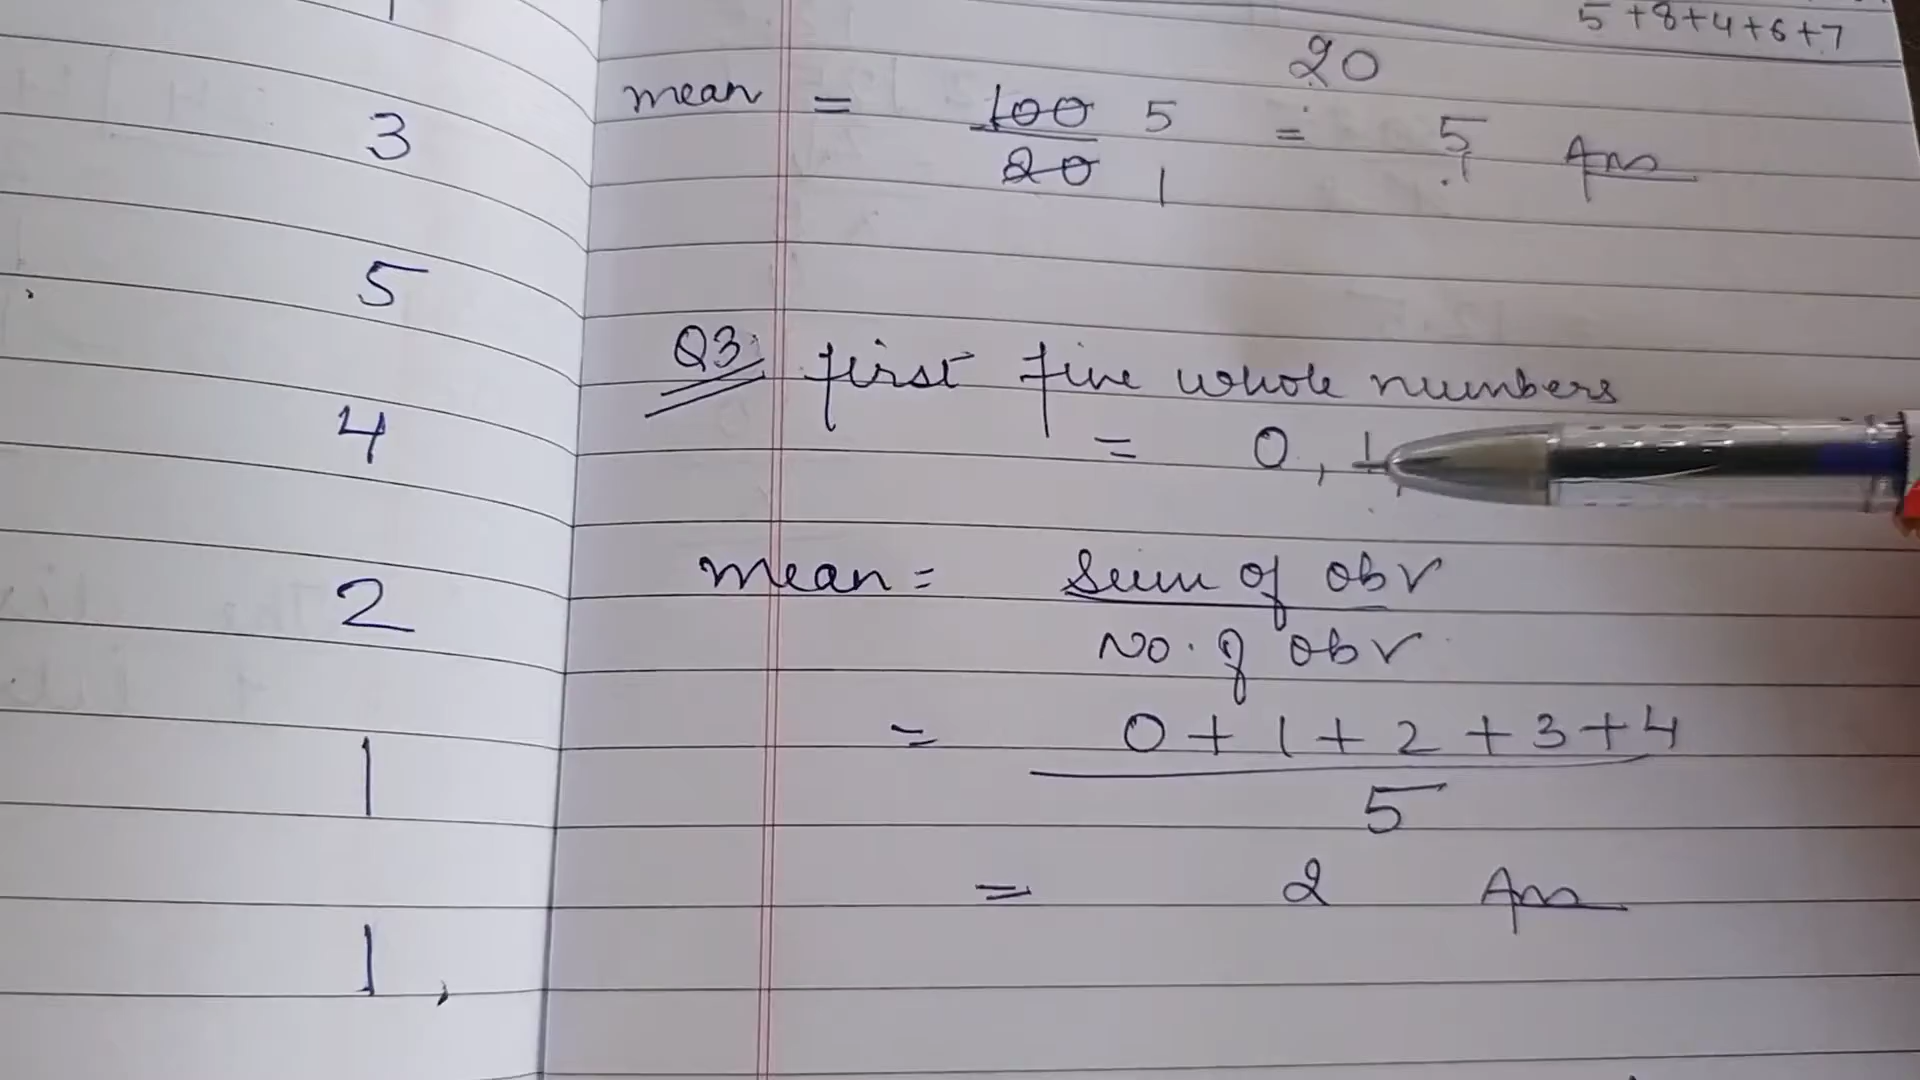 3
5
4
2
1
1,
5+8+4+6+7
20
mean = 100 5 = 5 Ans
20 1
Q3. first five whole numbers
= 0, 1,
mean = Sum of obv
No. of obv
= 0 + 1 + 2 + 3 + 4
5
= 2 Ans